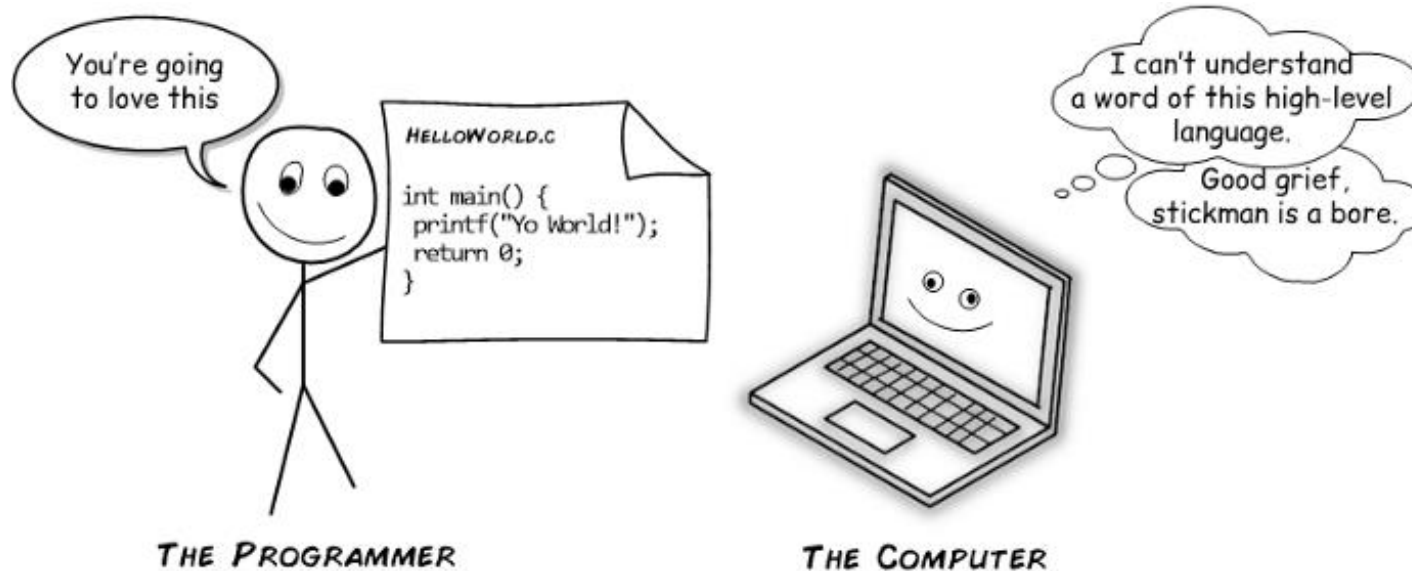 You're going
to love this
HELLOWORLD.C
int main() {
printf("Yo World!");
return 0;
}
I can't understand
a word of this high-level
language.
Good grief,
stickman is a bore.
THE PROGRAMMER
THE COMPUTER